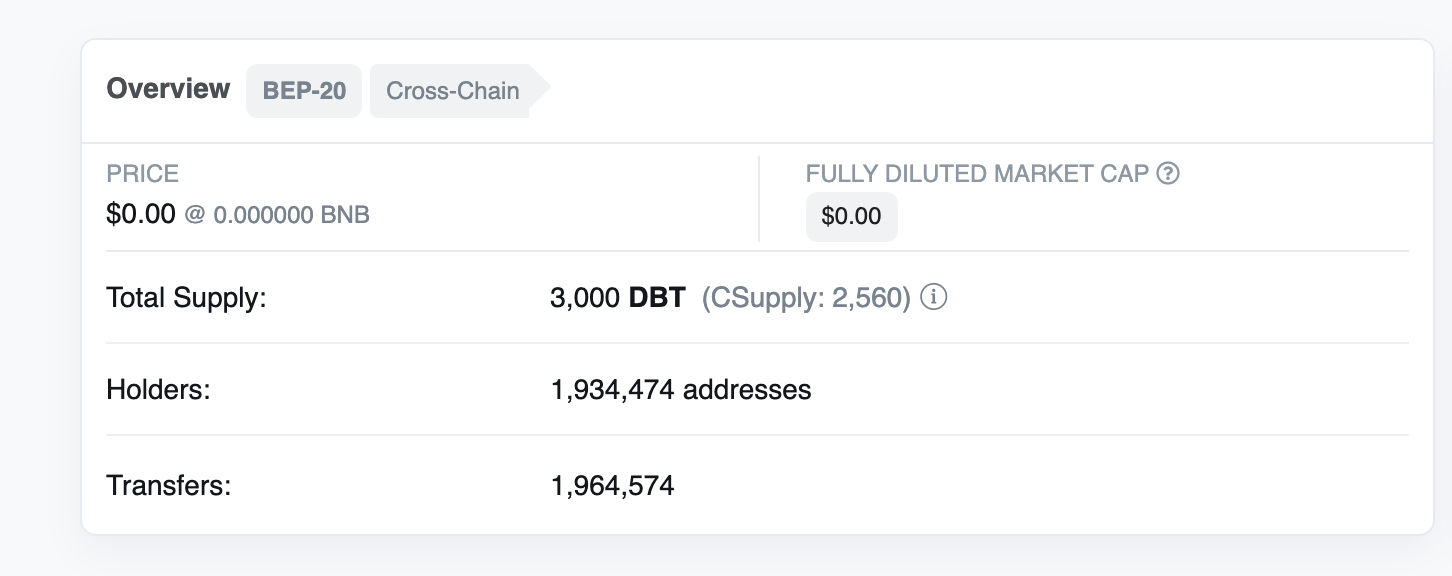 Overview BEP-20 Cross-Chain
PRICE
$0.00 @ 0.000000 BNB
FULLY DILUTED MARKET CAP ?
$0.00
Total Supply: 3,000 DBT (CSupply: 2,560) i
Holders: 1,934,474 addresses
Transfers: 1,964,574